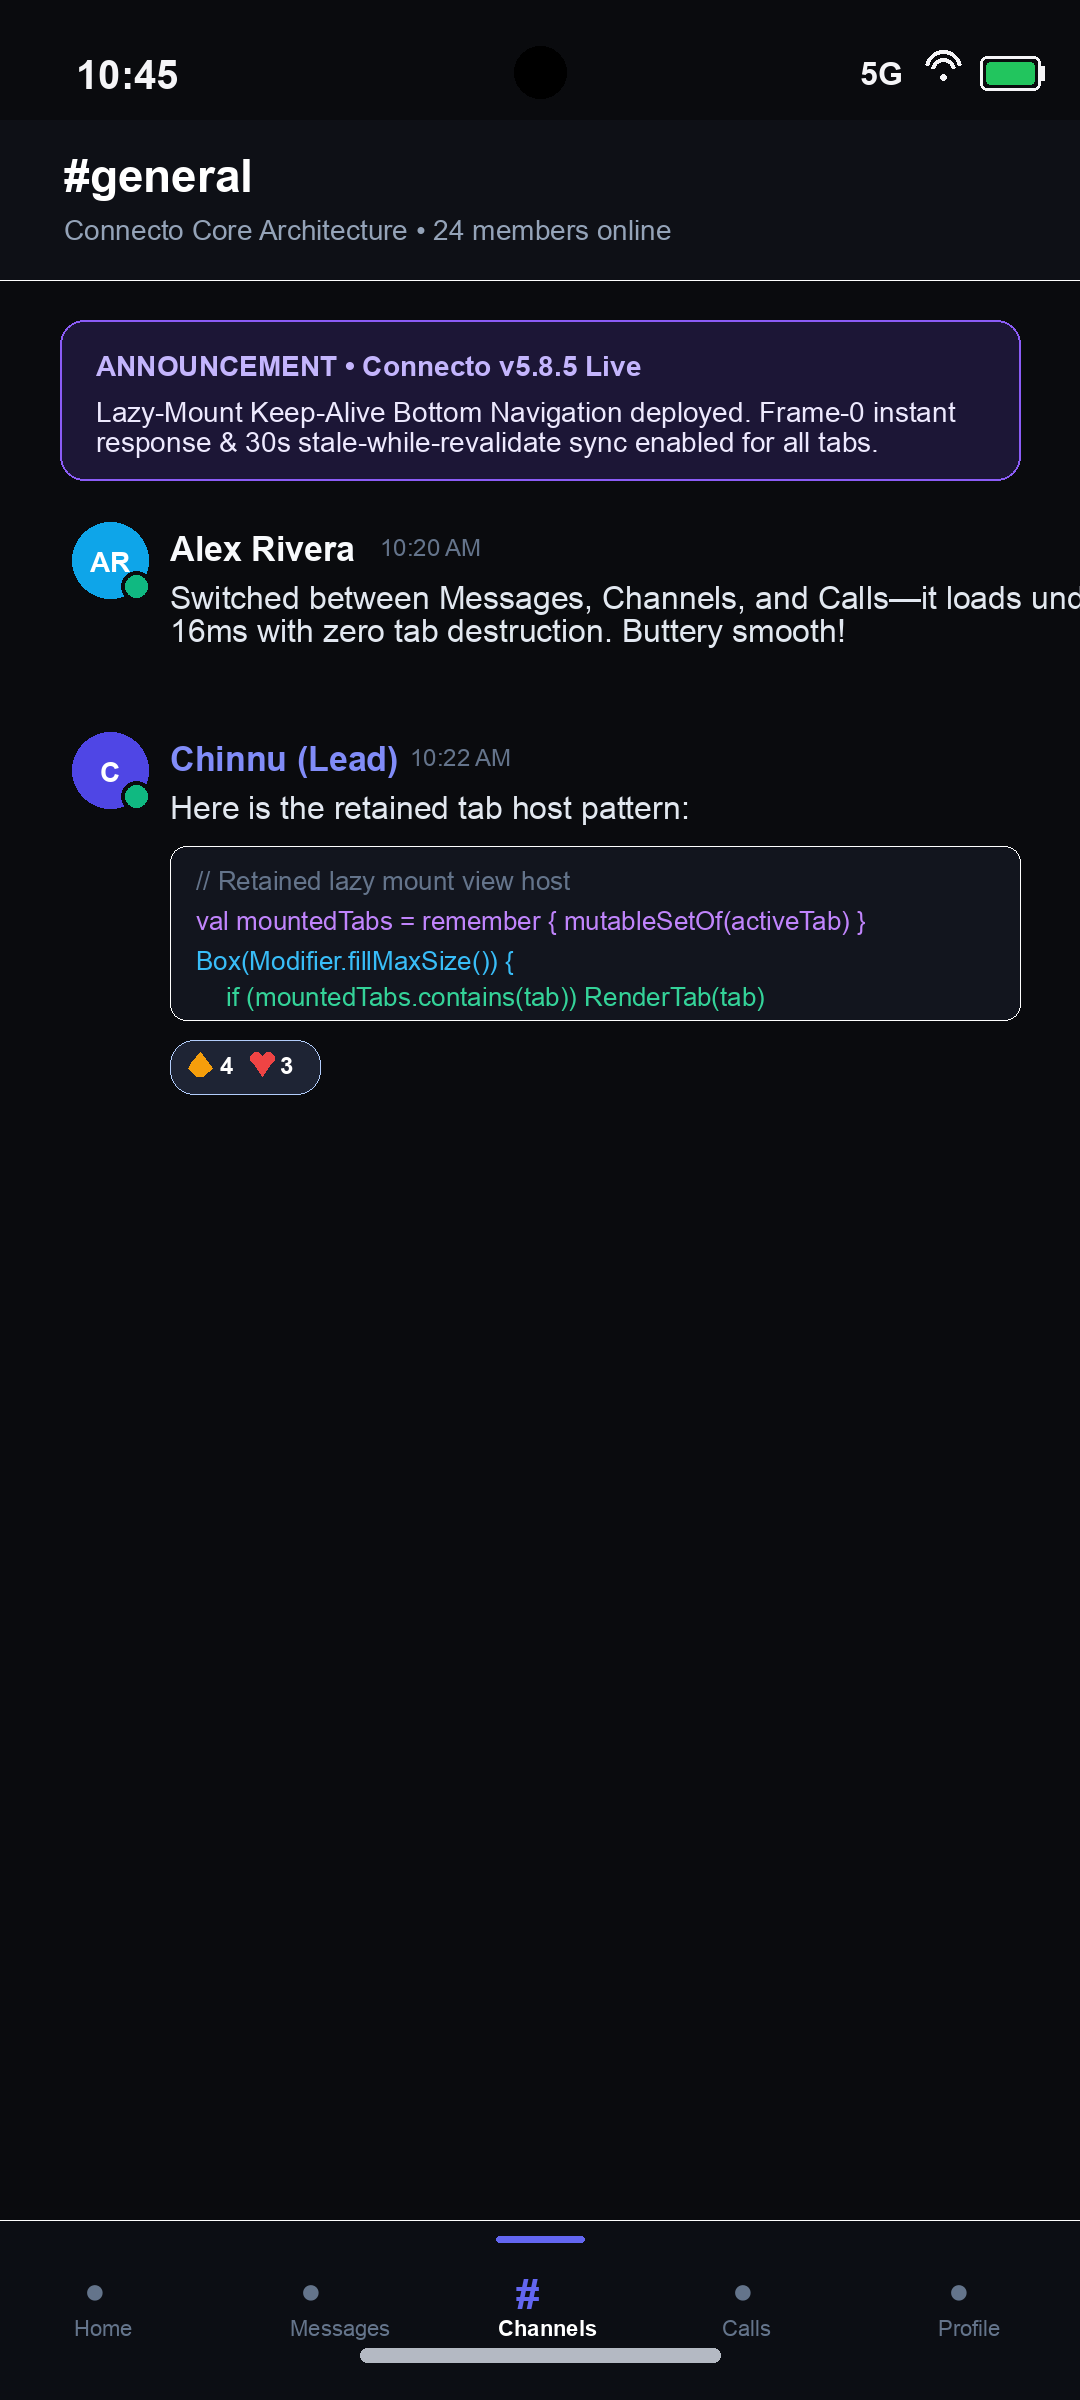 10:45
5G
#general
Connecto Core Architecture • 24 members online
ANNOUNCEMENT • Connecto v5.8.5 Live
Lazy-Mount Keep-Alive Bottom Navigation deployed. Frame-0 instant
response & 30s stale-while-revalidate sync enabled for all tabs.
AR
Alex Rivera 10:20 AM
Switched between Messages, Channels, and Calls—it loads und
16ms with zero tab destruction. Buttery smooth!
C
Chinnu (Lead) 10:22 AM
Here is the retained tab host pattern:
// Retained lazy mount view host
val mountedTabs = remember { mutableSetOf(activeTab) }
Box(Modifier.fillMaxSize()) {
if (mountedTabs.contains(tab)) RenderTab(tab)
4 3
#
Home Messages Channels Calls Profile